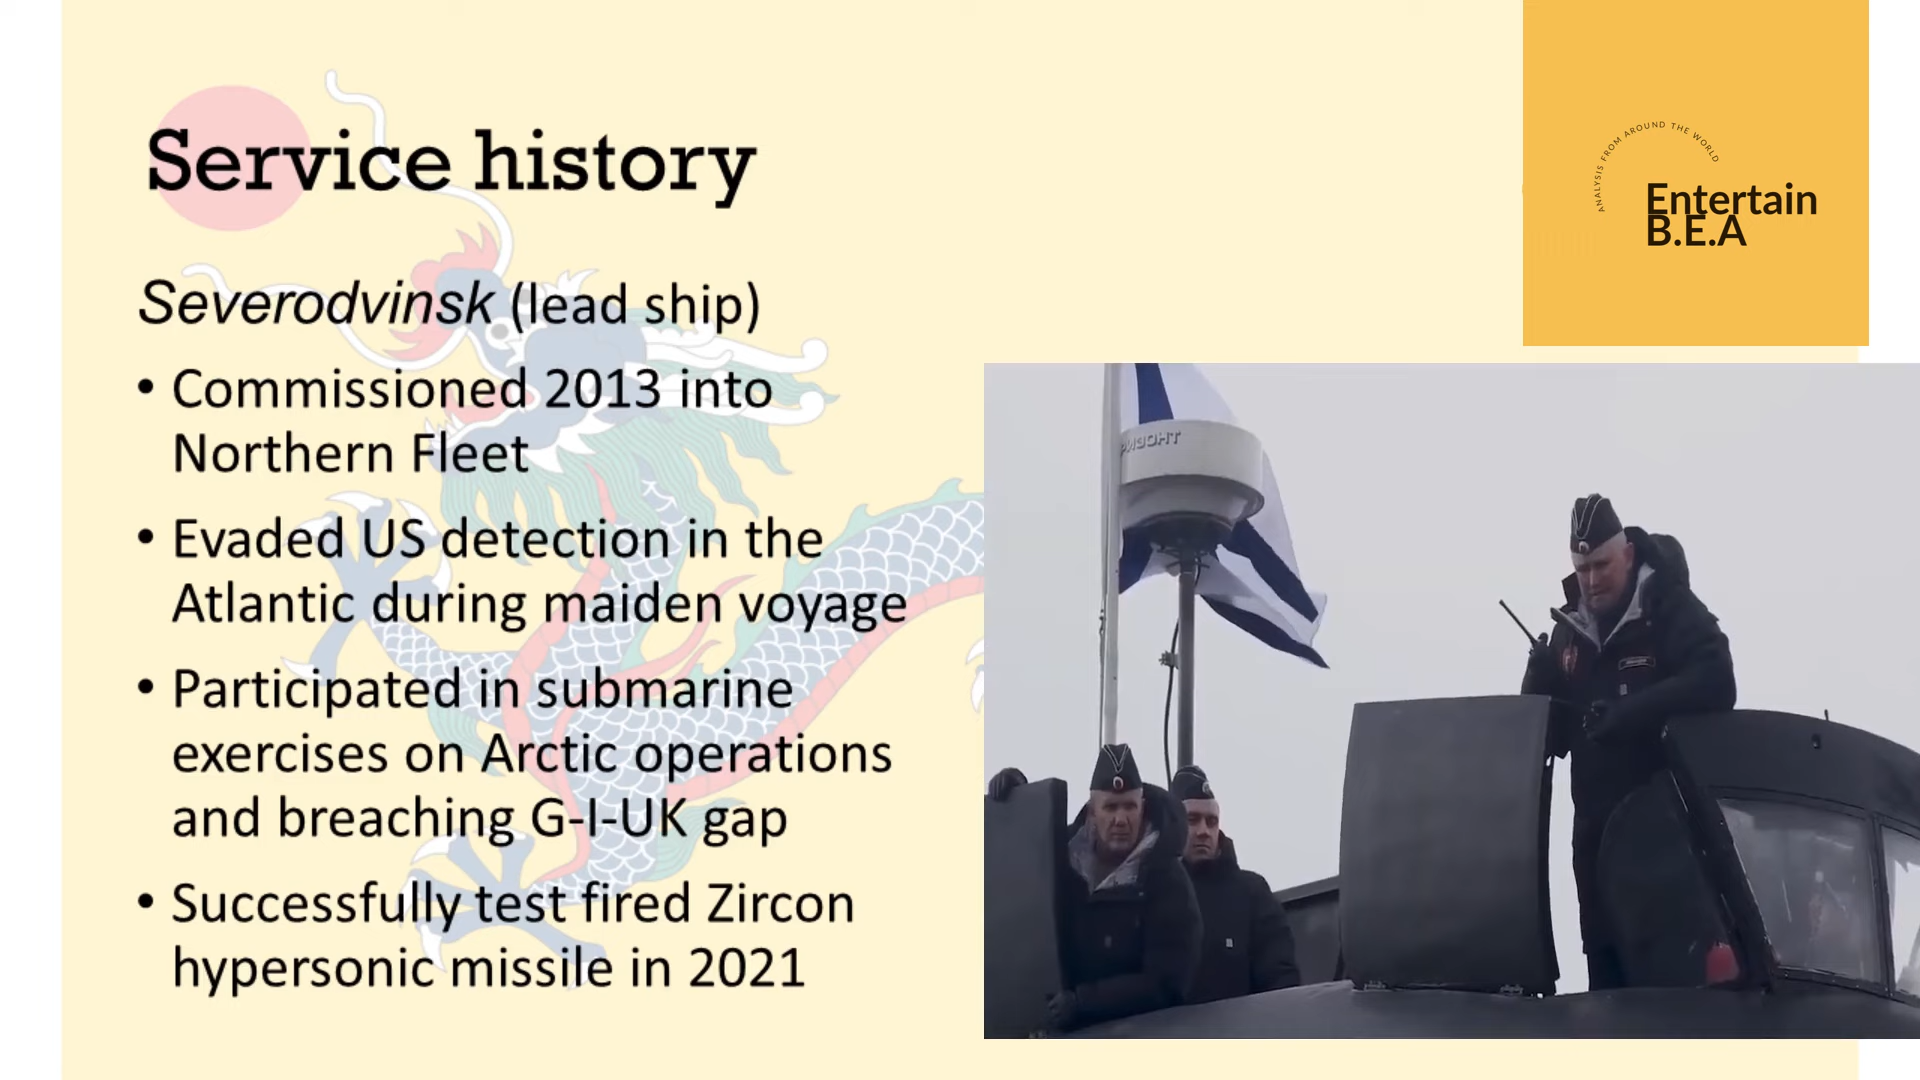 Service history
ANALYSIS FROM AROUND THE WORLD
Entertain
B.E.A
Severodvinsk (lead ship)
• Commissioned 2013 into
Northern Fleet
• Evaded US detection in the
Atlantic during maiden voyage
• Participated in submarine
exercises on Arctic operations
and breaching G-I-UK gap
• Successfully test fired Zircon
hypersonic missile in 2021